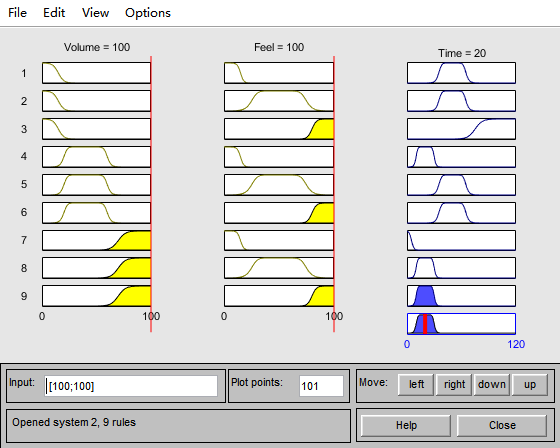 File Edit View Options
Volume = 100 Feel = 100 Time = 20
1
2
3
4
5
6
7
8
9
0 100 0 100
0 120
Input: [100;100] Plot points: 101 Move: left right down up
Opened system 2, 9 rules Help Close